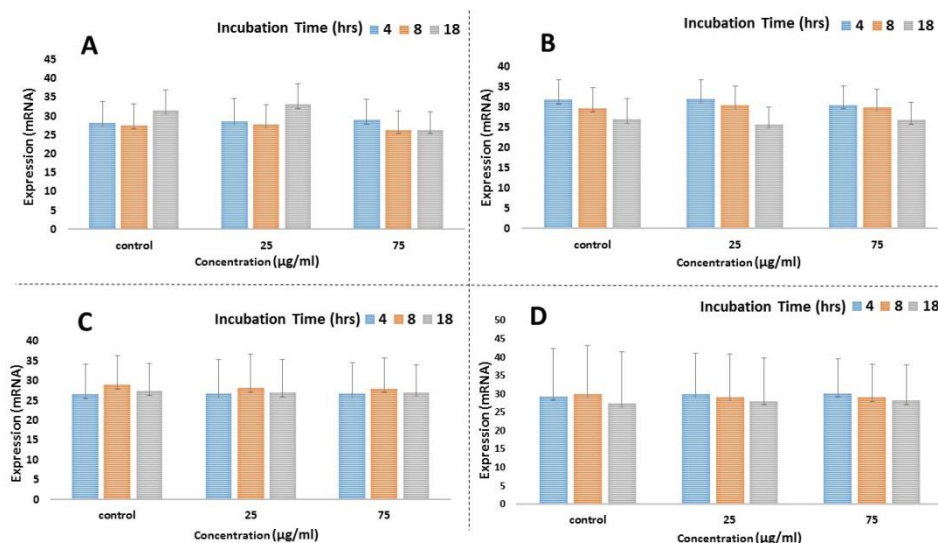 A
Incubation Time (hrs) 4 8 18
Expression (mRNA)
45
40
35
30
25
20
15
10
5
0
control 25 75
Concentration (µg/ml)
B
Incubation Time (hrs) 4 8 18
Expression (mRNA)
40
35
30
25
20
15
10
5
0
control 25 75
Concentration (µg/ml)
C
Incubation Time (hrs) 4 8 18
Expression (mRNA)
40
35
30
25
20
15
10
5
0
control 25 75
Concentration (µg/ml)
D
Incubation Time (hrs) 4 8 18
Expression (mRNA)
50
45
40
35
30
25
20
15
10
5
0
control 25 75
Concentration (µg/ml)